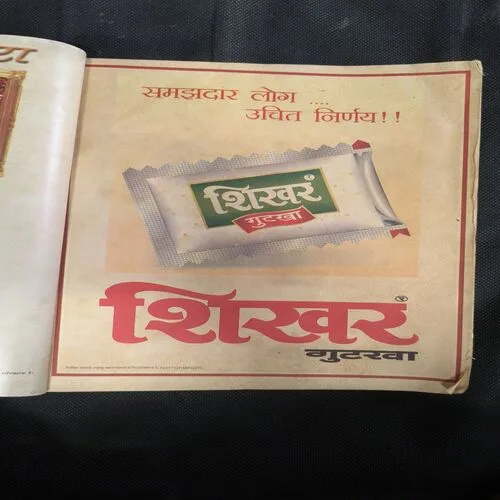 टा
समझदार लोग ....
उचित निर्णय!!
शिखर
गुटखा
शिखर
गुटखा